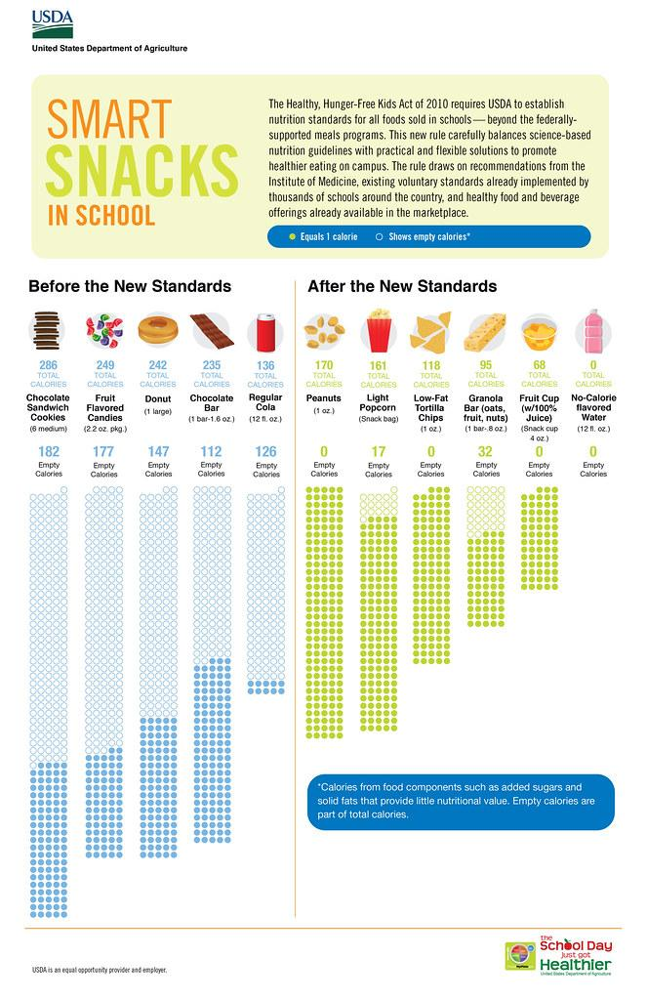 USDA
United States Department of Agriculture
SMART
SNACKS
IN SCHOOL
The Healthy, Hunger-Free Kids Act of 2010 requires USDA to establish
nutrition standards for all foods sold in schools — beyond the federally-
supported meals programs. This new rule carefully balances science-based
nutrition guidelines with practical and flexible solutions to promote
healthier eating on campus. The rule draws on recommendations from the
Institute of Medicine, existing voluntary standards already implemented by
thousands of schools around the country, and healthy food and beverage
offerings already available in the marketplace.
Equals 1 calorie
Shows empty calories*
Before the New Standards
286
TOTAL
CALORIES
Chocolate
Sandwich
Cookies
(6 medium)
182
Empty
Calories
249
TOTAL
CALORIES
Fruit
Flavored
Candies
(2.2 oz. pkg.)
177
Empty
Calories
242
TOTAL
CALORIES
Donut
(1 large)
147
Empty
Calories
235
TOTAL
CALORIES
Chocolate
Bar
(1 bar-1.6 oz.)
112
Empty
Calories
136
TOTAL
CALORIES
Regular
Cola
(12 fl. oz.)
126
Empty
Calories
After the New Standards
170
TOTAL
CALORIES
Peanuts
(1 oz.)
0
Empty
Calories
161
TOTAL
CALORIES
Light
Popcorn
(Snack bag)
17
Empty
Calories
118
TOTAL
CALORIES
Low-Fat
Tortilla
Chips
(1 oz.)
0
Empty
Calories
95
TOTAL
CALORIES
Granola
Bar (oats,
fruit, nuts)
(1 bar-.8 oz.)
32
Empty
Calories
68
TOTAL
CALORIES
Fruit Cup
(w/100%
Juice)
(Snack cup
4 oz.)
0
Empty
Calories
0
TOTAL
CALORIES
No-Calorie
flavored
Water
(12 fl. oz.)
0
Empty
Calories
*Calories from food components such as added sugars and
solid fats that provide little nutritional value. Empty calories are
part of total calories.
USDA is an equal opportunity provider and employer.
the
School Day
just got
Healthier
United States Department of Agriculture